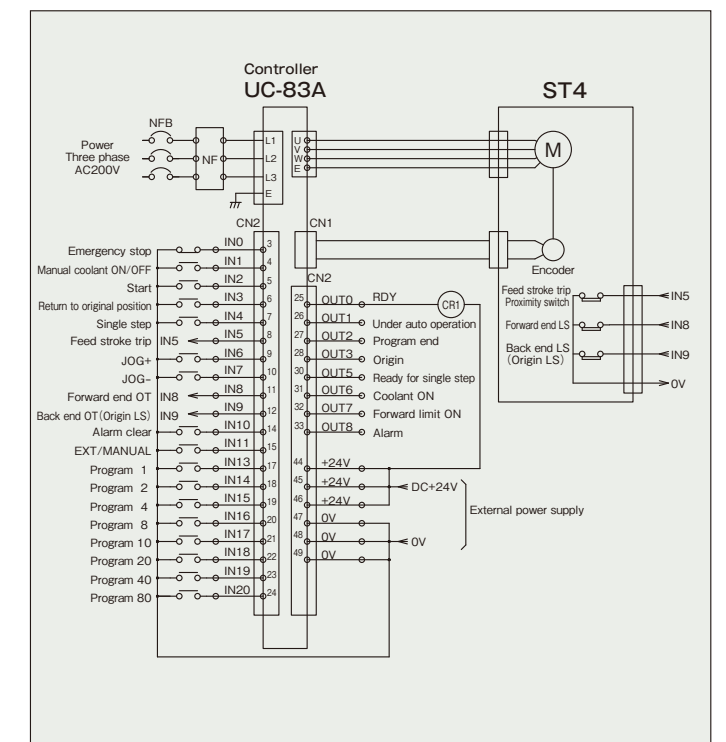 Controller
UC-83A
ST4
NFB
Power
Three phase
AC200V
NF
L1
L2
L3
E
U
V
W
E
M
CN2
CN1
Encoder
Emergency stop IN0 3
Manual coolant ON/OFF IN1 4
Start IN2 5
Return to original position IN3 6
Single step IN4 7
Feed stroke trip IN5 IN5 8
JOG+ IN6 9
JOG- IN7 10
Forward end OT IN8 IN8 11
Back end OT(Origin LS) IN9 IN9 12
Alarm clear IN10 14
EXT/MANUAL IN11 15
Program 1 IN13 17
Program 2 IN14 18
Program 4 IN15 19
Program 8 IN16 20
Program 10 IN17 21
Program 20 IN18 22
Program 40 IN19 23
Program 80 IN20 24
CN2
25 OUT0 RDY CR1
26 OUT1 Under auto operation
27 OUT2 Program end
28 OUT3 Origin
30 OUT5 Ready for single step
31 OUT6 Coolant ON
32 OUT7 Forward limit ON
33 OUT8 Alarm
44 +24V
45 +24V DC+24V
46 +24V
47 0V
48 0V 0V
49 0V
External power supply
Feed stroke trip
Proximity switch
IN5
Forward end LS IN8
Back end LS
(Origin LS)
IN9
0V